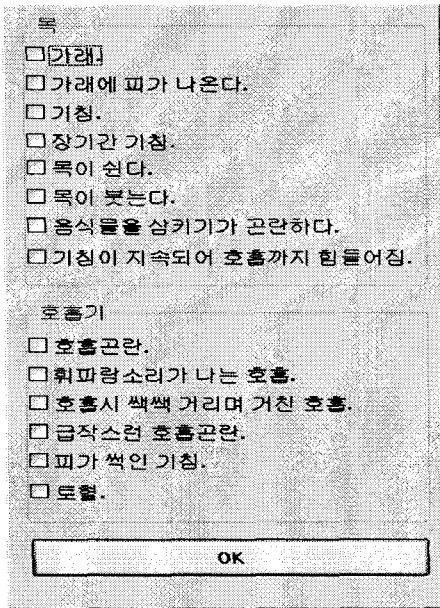 목
가래.
가래에 피가 나온다.
기침.
장기간 기침.
목이 쉰다.
목이 붓는다.
음식물을 삼키기가 곤란하다.
기침이 지속되어 호흡까지 힘들어짐.
호흡기
호흡곤란.
휘파람소리가 나는 호흡.
호흡시 쌕쌕 거리며 거친 호흡.
급작스런 호흡곤란.
피가 썩인 기침.
토혈.
OK